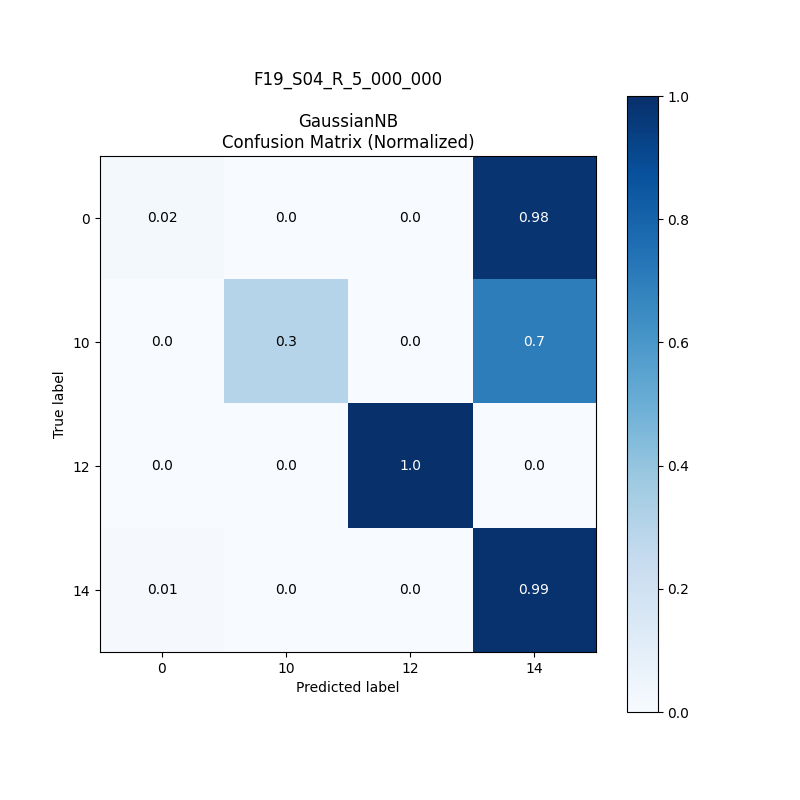 F19_S04_R_5_000_000
GaussianNB
Confusion Matrix (Normalized)
1.0
0.8
0.6
0.4
0.2
0.0
True label
0
0.02 0.0 0.0 0.98
10
0.0 0.3 0.0 0.7
12
0.0 0.0 1.0 0.0
14
0.01 0.0 0.0 0.99
0 10 12 14
Predicted label